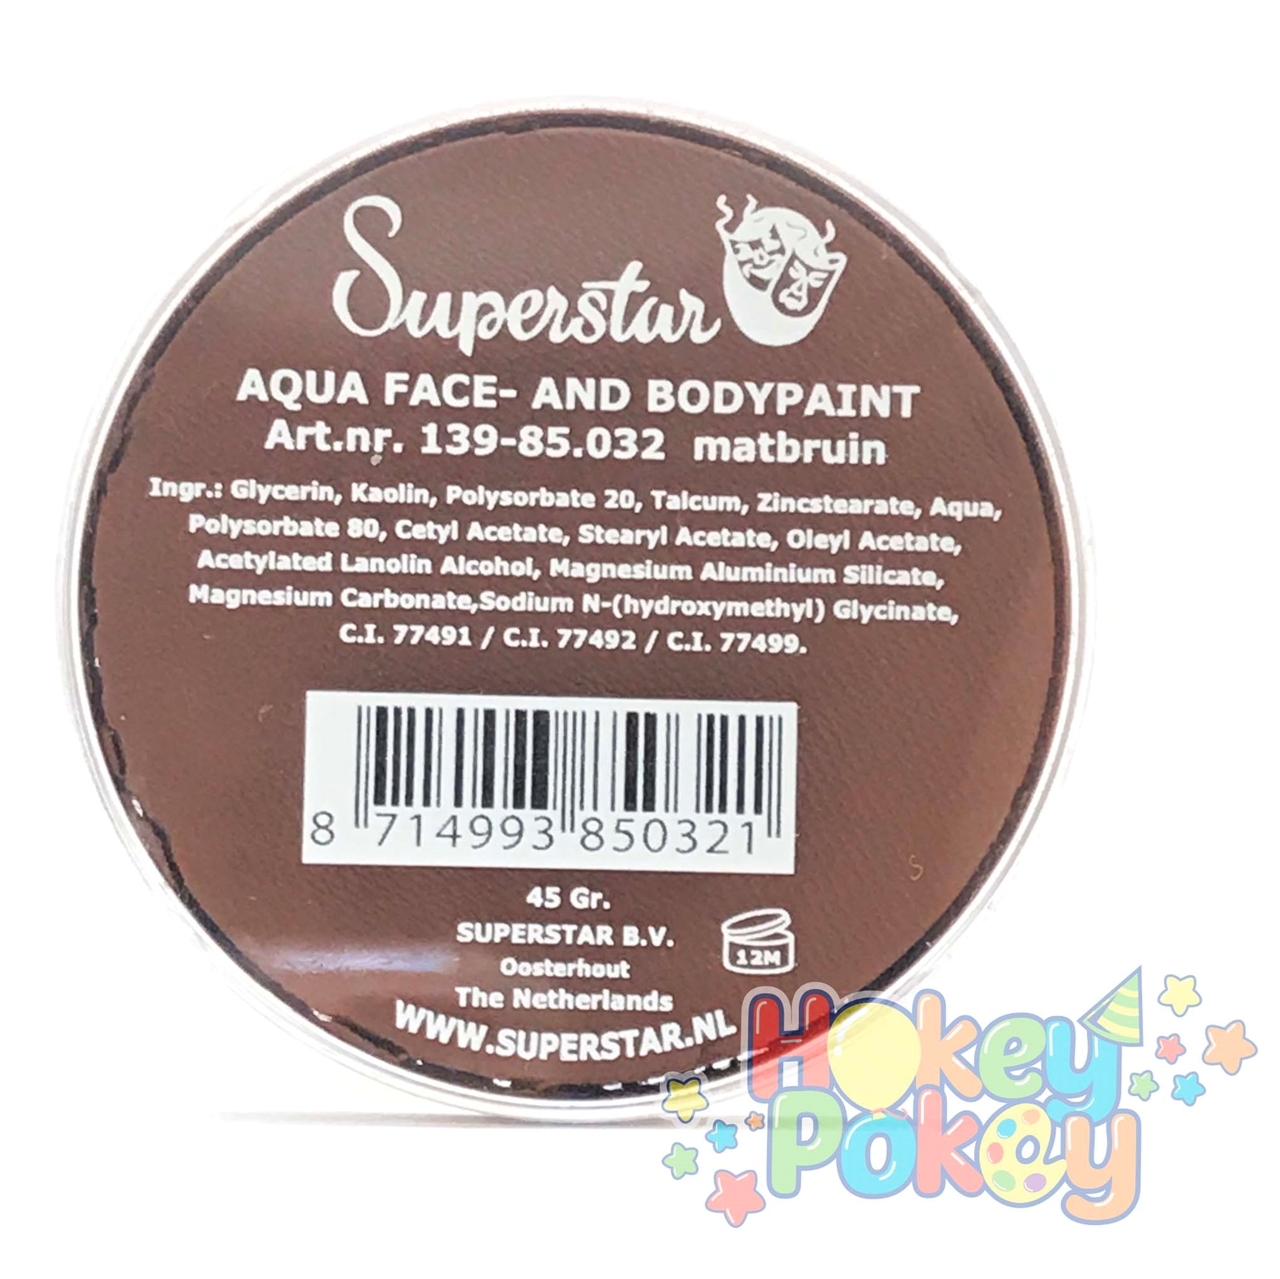 Superstar
AQUA FACE- AND BODYPAINT
Art.nr. 139-85.032 matbruin
Ingr.: Glycerin, Kaolin, Polysorbate 20, Talcum, Zincstearate, Aqua,
Polysorbate 80, Cetyl Acetate, Stearyl Acetate, Oleyl Acetate,
Acetylated Lanolin Alcohol, Magnesium Aluminium Silicate,
Magnesium Carbonate,Sodium N-(hydroxymethyl) Glycinate,
C.I. 77491 / C.I. 77492 / C.I. 77499.
8 714993 850321
45 Gr.
SUPERSTAR B.V.
12M
Oosterhout
The Netherlands
WWW.SUPERSTAR.NL
Hokey
Pokey